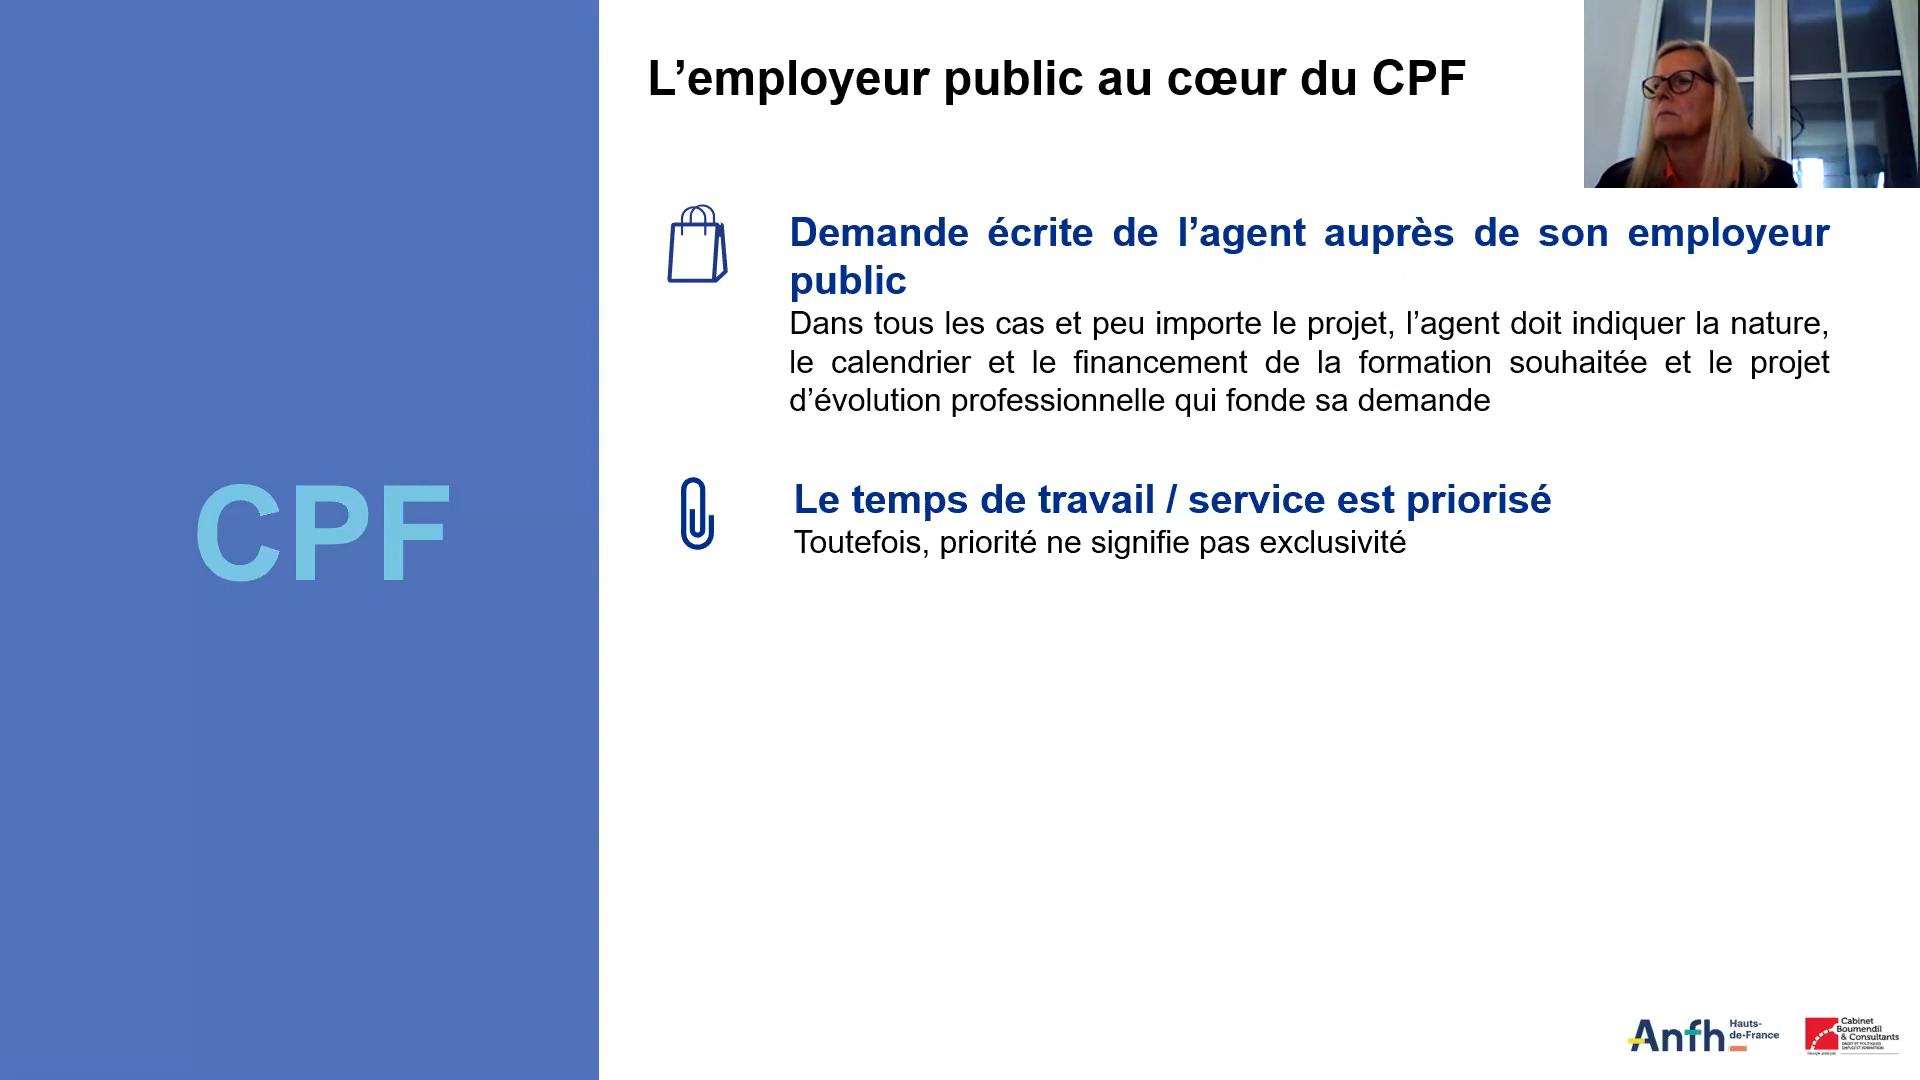 L’employeur public au cœur du CPF
Demande écrite de l’agent auprès de son employeur
public
Dans tous les cas et peu importe le projet, l’agent doit indiquer la nature,
le calendrier et le financement de la formation souhaitée et le projet
d’évolution professionnelle qui fonde sa demande
CPF
Le temps de travail / service est priorisé
Toutefois, priorité ne signifie pas exclusivité
Anfh
Hauts-
de-France
Cabinet
Boumendil
& Consultants